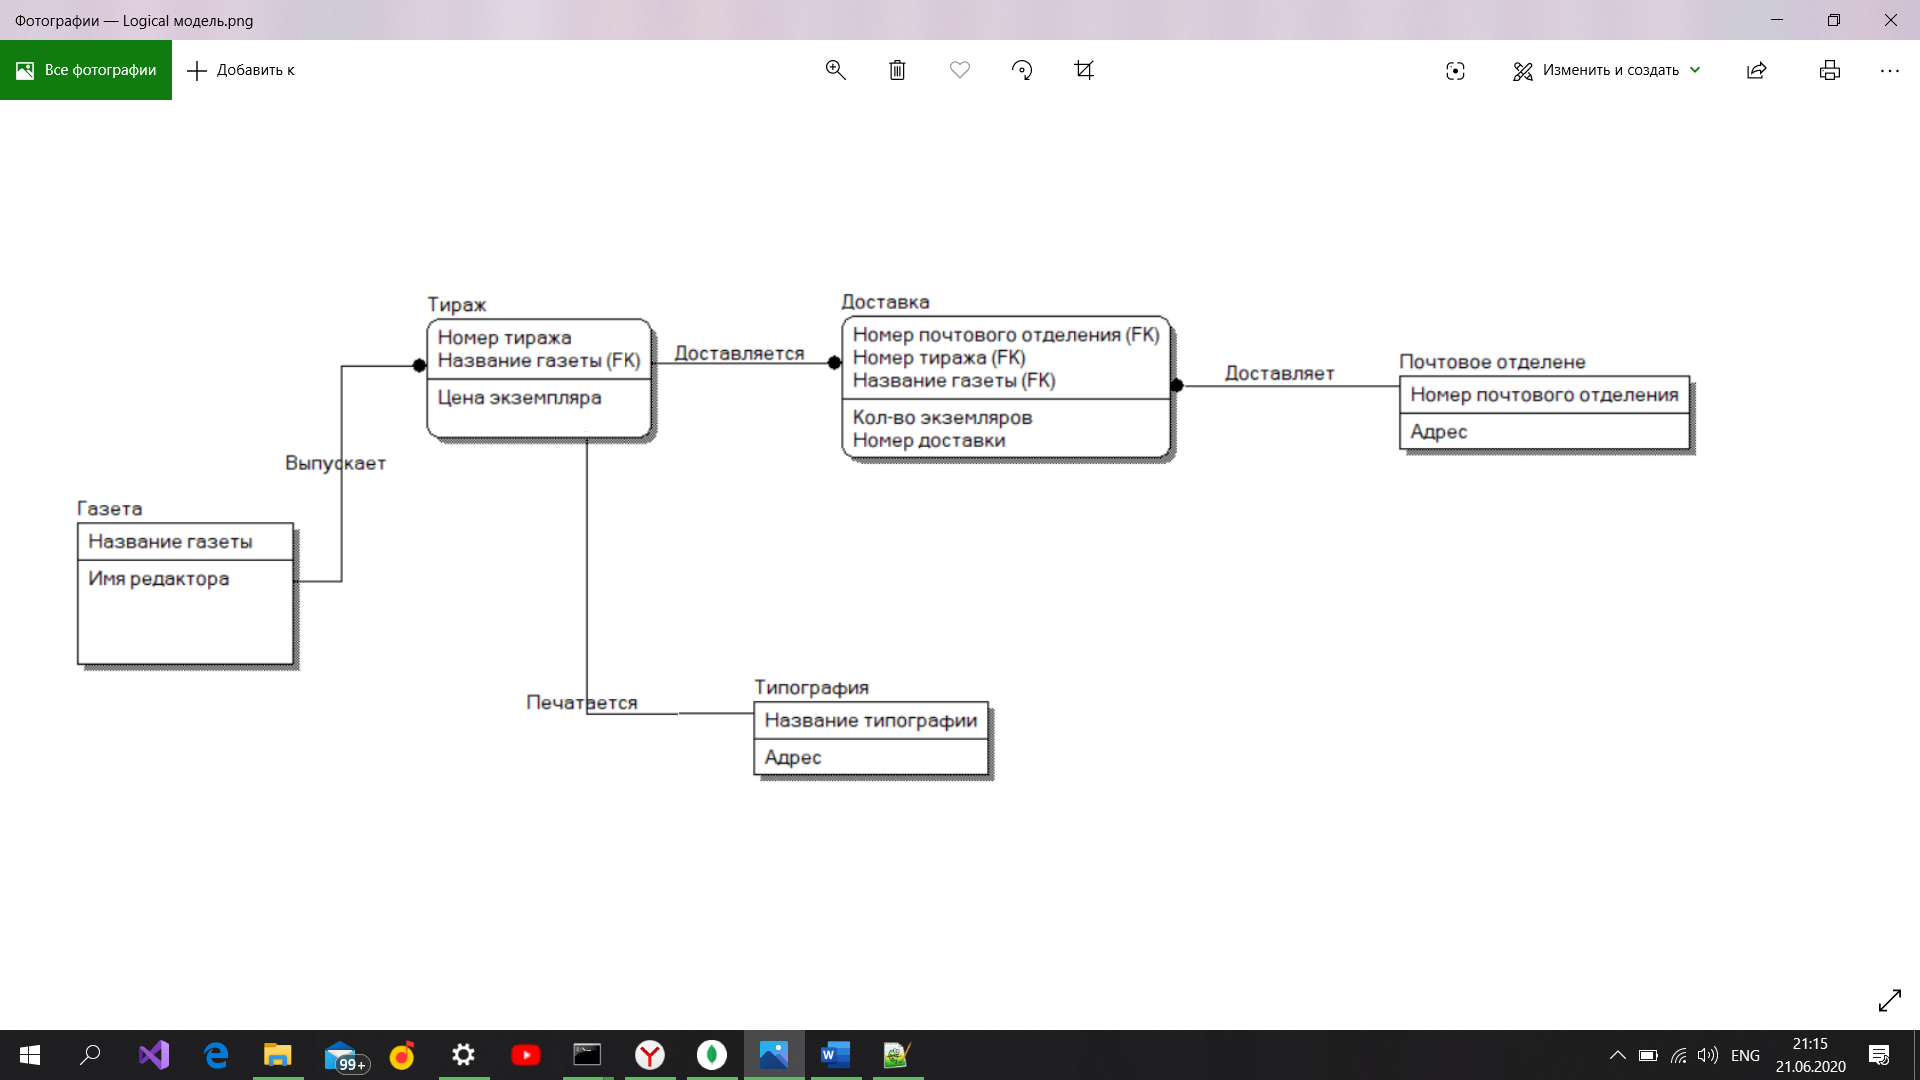 Фотографии — Logical модель.png
Все фотографии
Добавить к
Изменить и создать
Тираж
Номер тиража
Название газеты (FK)
Цена экземпляра
Доставляется
Доставка
Номер почтового отделения (FK)
Номер тиража (FK)
Название газеты (FK)
Кол-во экземляров
Номер доставки
Доставляет
Почтовое отделене
Номер почтового отделения
Адрес
Выпускает
Газета
Название газеты
Имя редактора
Печатается
Типография
Название типографии
Адрес
99+
ENG
21:15
21.06.2020